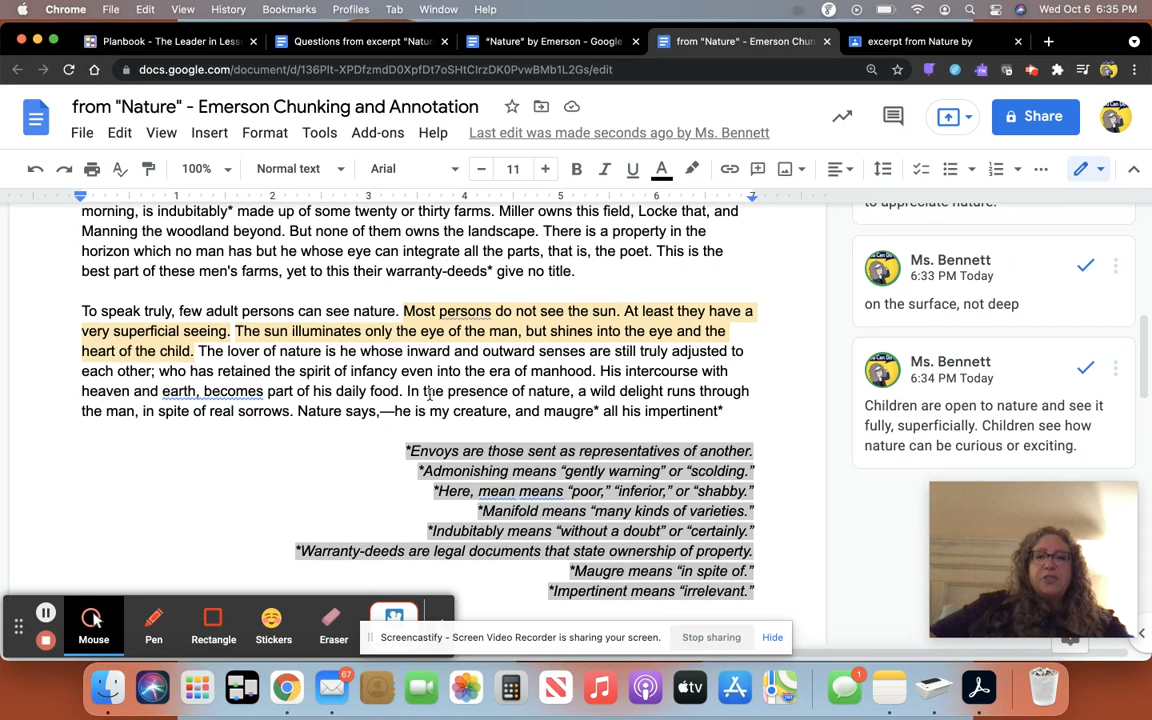 Chrome File Edit View History Bookmarks Profiles Tab Window Help Wed Oct 6 6:35 PM
Planbook - The Leader in Less Questions from excerpt "Natur "Nature" by Emerson - Google from "Nature" - Emerson Chun excerpt from Nature by
docs.google.com/document/d/136Plt-XPDfzmdD0XpfDt7oSHtCIrzDK0PvwBMb1L2Gs/edit
from "Nature" - Emerson Chunking and Annotation
Share
File Edit View Insert Format Tools Add-ons Help Last edit was made seconds ago by Ms. Bennett
100% Normal text Arial 11 B I U A
1 2 3 4 5 6 7
morning, is indubitably* made up of some twenty or thirty farms. Miller owns this field, Locke that, and
Manning the woodland beyond. But none of them owns the landscape. There is a property in the
horizon which no man has but he whose eye can integrate all the parts, that is, the poet. This is the
best part of these men's farms, yet to this their warranty-deeds* give no title.
To speak truly, few adult persons can see nature. Most persons do not see the sun. At least they have a
very superficial seeing. The sun illuminates only the eye of the man, but shines into the eye and the
heart of the child. The lover of nature is he whose inward and outward senses are still truly adjusted to
each other; who has retained the spirit of infancy even into the era of manhood. His intercourse with
heaven and earth, becomes part of his daily food. In the presence of nature, a wild delight runs through
the man, in spite of real sorrows. Nature says,—he is my creature, and maugre* all his impertinent*
*Envoys are those sent as representatives of another.
*Admonishing means “gently warning” or “scolding.”
*Here, mean means “poor,” “inferior,” or “shabby.”
*Manifold means “many kinds of varieties.”
*Indubitably means “without a doubt” or “certainly.”
*Warranty-deeds are legal documents that state ownership of property.
*Maugre means “in spite of.”
*Impertinent means “irrelevant.”
to appreciate nature.
Ms. Bennett
6:33 PM Today
on the surface, not deep
Ms. Bennett
6:34 PM Today
Children are open to nature and see it
fully, superficially. Children see how
nature can be curious or exciting.
Mouse Pen Rectangle Stickers Eraser
Screencastify - Screen Video Recorder is sharing your screen. Stop sharing Hide
67
1